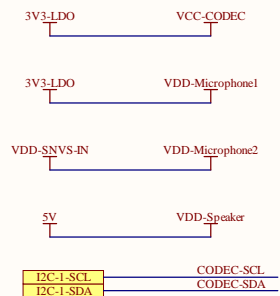 3V3-LDO VCC-CODEC
3V3-LDO VDD-Microphone1
VDD-SNVS-IN VDD-Microphone2
5V VDD-Speaker
I2C-1-SCL CODEC-SCL
I2C-1-SDA CODEC-SDA